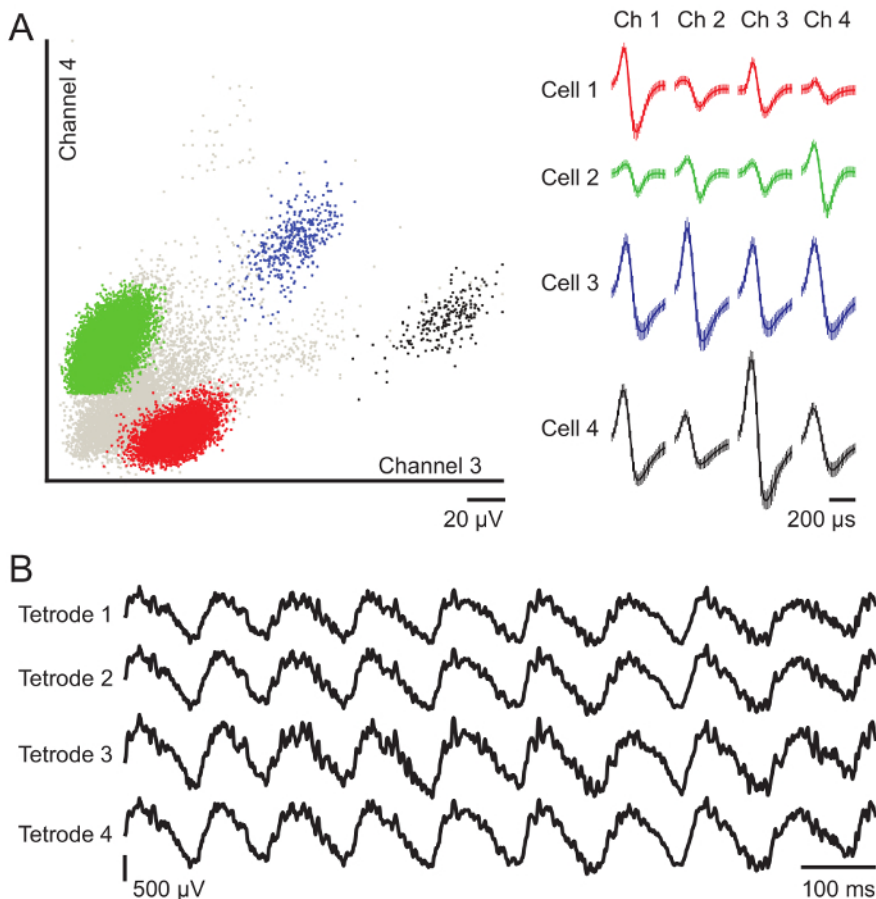 A
Channel 4
Channel 3
20 µV
Ch 1 Ch 2 Ch 3 Ch 4
Cell 1
Cell 2
Cell 3
Cell 4
200 µs
B
Tetrode 1
Tetrode 2
Tetrode 3
Tetrode 4
500 µV
100 ms